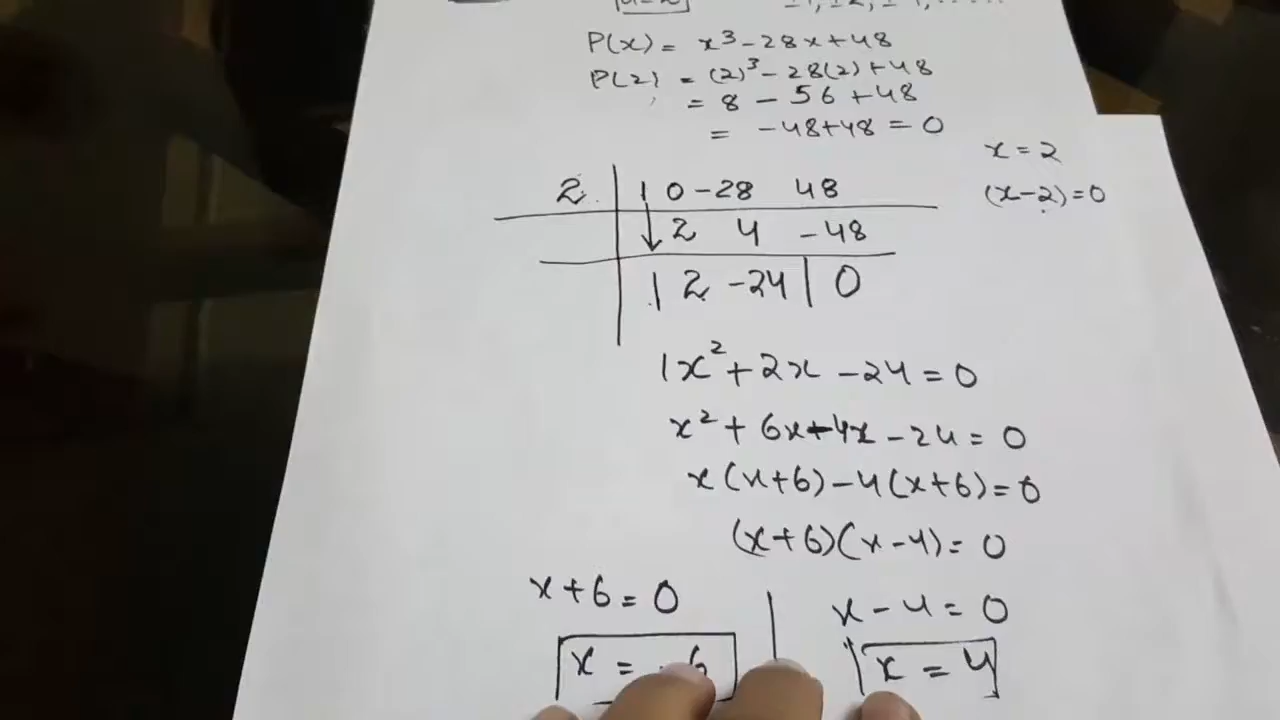 P(x) = x³ - 28x + 48
P(2) = (2)³ - 28(2) + 48
= 8 - 56 + 48
= -48 + 48 = 0
x = 2
(x-2) = 0
2 | 1 0 -28 48
2 4 -48
1 2 -24 | 0
1x² + 2x - 24 = 0
x² + 6x - 4x - 24 = 0
x(x+6) - 4(x+6) = 0
(x+6)(x-4) = 0
x + 6 = 0 | x - 4 = 0
x = -6 x = 4